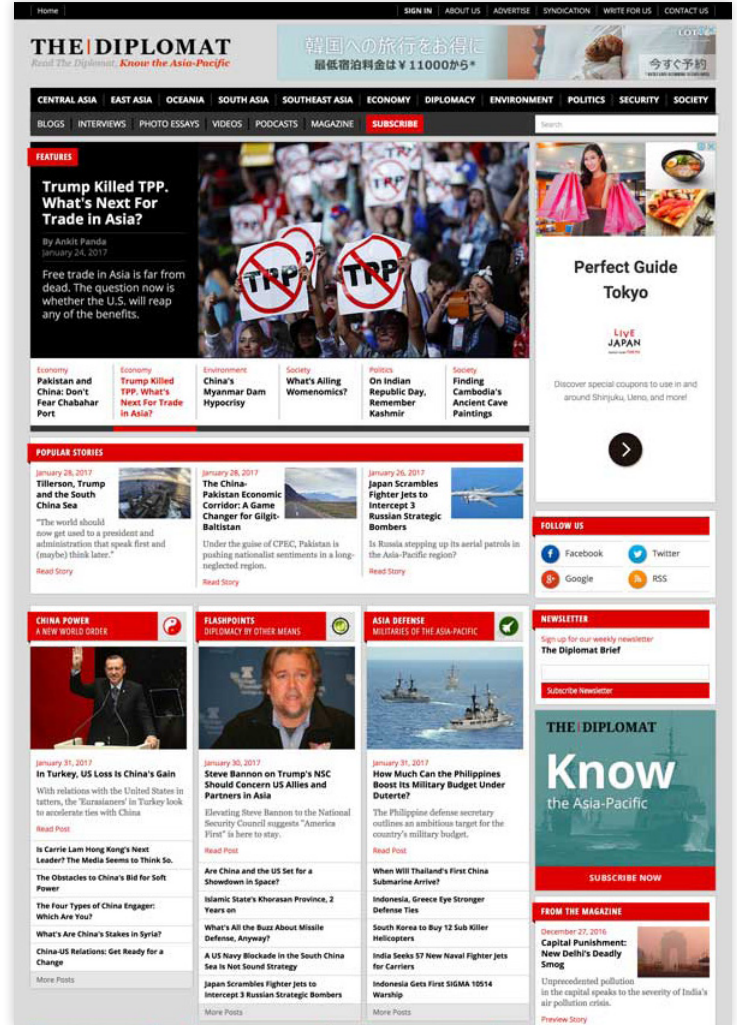 Home
SIGN IN ABOUT US ADVERTISE SYNDICATION WRITE FOR US CONTACT US
THE|DIPLOMAT
Read The Diplomat, Know the Asia-Pacific
韓国への旅行をお得に
最低宿泊料金は¥11000から*
今すぐ予約
CENTRAL ASIA EAST ASIA OCEANIA SOUTH ASIA SOUTHEAST ASIA ECONOMY DIPLOMACY ENVIRONMENT POLITICS SECURITY SOCIETY
BLOGS INTERVIEWS PHOTO ESSAYS VIDEOS PODCASTS MAGAZINE SUBSCRIBE
Search
FEATURES
Trump Killed TPP.
What's Next For
Trade in Asia?
By Ankit Panda
January 24, 2017
Free trade in Asia is far from
dead. The question now is
whether the U.S. will reap
any of the benefits.
TPP
TPP
TPP
Economy
Pakistan and
China: Don't
Fear Chabahar
Port
Economy
Trump Killed
TPP. What's
Next For Trade
in Asia?
Environment
China's
Myanmar Dam
Hypocrisy
Society
What's Ailing
Womenomics?
Politics
On Indian
Republic Day,
Remember
Kashmir
Society
Finding
Cambodia's
Ancient Cave
Paintings
Perfect Guide
Tokyo
LIVE
JAPAN
Discover special coupons to use in and
around Shinjuku, Ueno, and more!
POPULAR STORIES
January 28, 2017
Tillerson, Trump
and the South
China Sea
"The world should
now get used to a president and
administration that speak first and
(maybe) think later."
Read Story
January 28, 2017
The China-
Pakistan Economic
Corridor: A Game
Changer for Gilgit-
Baltistan
Under the guise of CPEC, Pakistan is
pushing nationalist sentiments in a long-
neglected region.
Read Story
January 26, 2017
Japan Scrambles
Fighter Jets to
Intercept 3
Russian Strategic
Bombers
Is Russia stepping up its aerial patrols in
the Asia-Pacific region?
Read Story
FOLLOW US
Facebook
Twitter
Google
RSS
CHINA POWER
A NEW WORLD ORDER
January 31, 2017
In Turkey, US Loss Is China's Gain
With relations with the United States in
tatters, the 'Eurasianers' in Turkey look
to accelerate ties with China
Read Post
Is Carrie Lam Hong Kong's Next
Leader? The Media Seems to Think So.
The Obstacles to China's Bid for Soft
Power
The Four Types of China Engager:
Which Are You?
What's Are China's Stakes in Syria?
China-US Relations: Get Ready for a
Change
More Posts
FLASHPOINTS
DIPLOMACY BY OTHER MEANS
January 30, 2017
Steve Bannon on Trump's NSC
Should Concern US Allies and
Partners in Asia
Elevating Steve Bannon to the National
Security Council suggests "America
First" is here to stay.
Read Post
Are China and the US Set for a
Showdown in Space?
Islamic State's Khorasan Province, 2
Years on
What's All the Buzz About Missile
Defense, Anyway?
A US Navy Blockade in the South China
Sea Is Not Sound Strategy
Japan Scrambles Fighter Jets to
Intercept 3 Russian Strategic Bombers
More Posts
ASIA DEFENSE
MILITARIES OF THE ASIA-PACIFIC
January 31, 2017
How Much Can the Philippines
Boost Its Military Budget Under
Duterte?
The Philippine defense secretary
outlines an ambitious target for the
country's military budget.
Read Post
When Will Thailand's First China
Submarine Arrive?
Indonesia, Greece Eye Stronger
Defense Ties
South Korea to Buy 12 Sub Killer
Helicopters
India Seeks 57 New Naval Fighter Jets
for Carriers
Indonesia Gets First SIGMA 10514
Warship
More Posts
NEWSLETTER
Sign up for our weekly newsletter
The Diplomat Brief
Subscribe Newsletter
THE|DIPLOMAT
Know
the Asia-Pacific
SUBSCRIBE NOW
FROM THE MAGAZINE
December 27, 2016
Capital Punishment:
New Delhi's Deadly
Smog
Unprecedented pollution
in the capital speaks to the severity of India's
air pollution crisis.
Preview Story